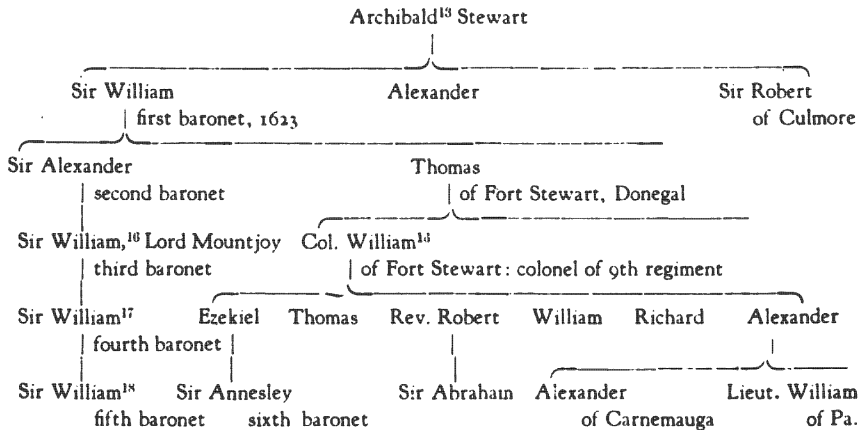 Archibald¹³ Stewart
Sir William Alexander Sir Robert
first baronet, 1623 of Culmore
Sir Alexander Thomas
second baronet of Fort Stewart, Donegal
Sir William,¹⁶ Lord Mountjoy Col. William¹⁵
third baronet of Fort Stewart: colonel of 9th regiment
Sir William¹⁷ Ezekiel Thomas Rev. Robert William Richard Alexander
fourth baronet
Sir William¹⁸ Sir Annesley Sir Abraham Alexander Lieut. William
fifth baronet sixth baronet of Carnemauga of Pa.